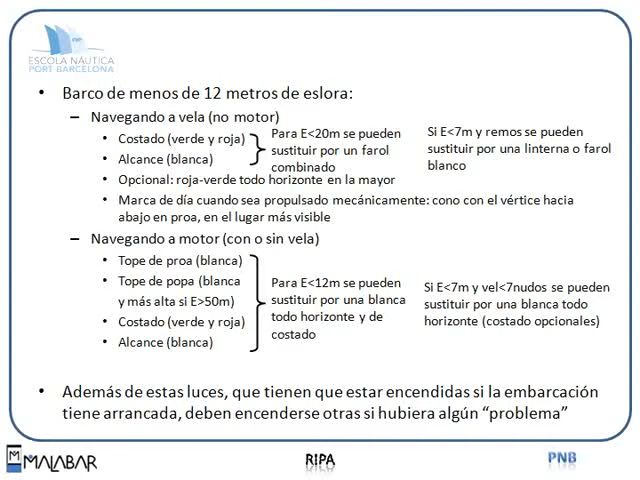 ESCOLA NÀUTICA
PORT BARCELONA
• Barco de menos de 12 metros de eslora:
– Navegando a vela (no motor)
• Costado (verde y roja)
• Alcance (blanca)
Para E<20m se pueden
sustituir por un farol
combinado
Si E<7m y remos se pueden
sustituir por una linterna o farol
blanco
• Opcional: roja-verde todo horizonte en la mayor
• Marca de día cuando sea propulsado mecánicamente: cono con el vértice hacia
abajo en proa, en el lugar más visible
– Navegando a motor (con o sin vela)
• Tope de proa (blanca)
• Tope de popa (blanca
y más alta si E>50m)
• Costado (verde y roja)
• Alcance (blanca)
Para E<12m se pueden
sustituir por una blanca
todo horizonte y de
costado
Si E<7m y vel<7nudos se pueden
sustituir por una blanca todo
horizonte (costado opcionales)
• Además de estas luces, que tienen que estar encendidas si la embarcación
tiene arrancada, deben encenderse otras si hubiera algún “problema”
MALABAR
RIPA
PNB